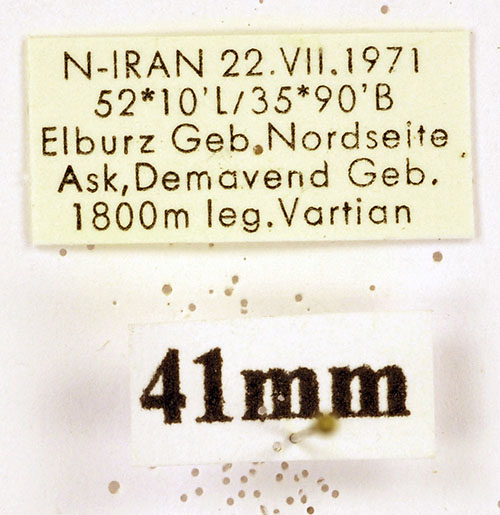 N-IRAN 22.VII.1971
52*10'L/35*90'B
Elburz Geb.Nordseite
Ask,Demavend Geb.
1800m leg.Vartian
41mm